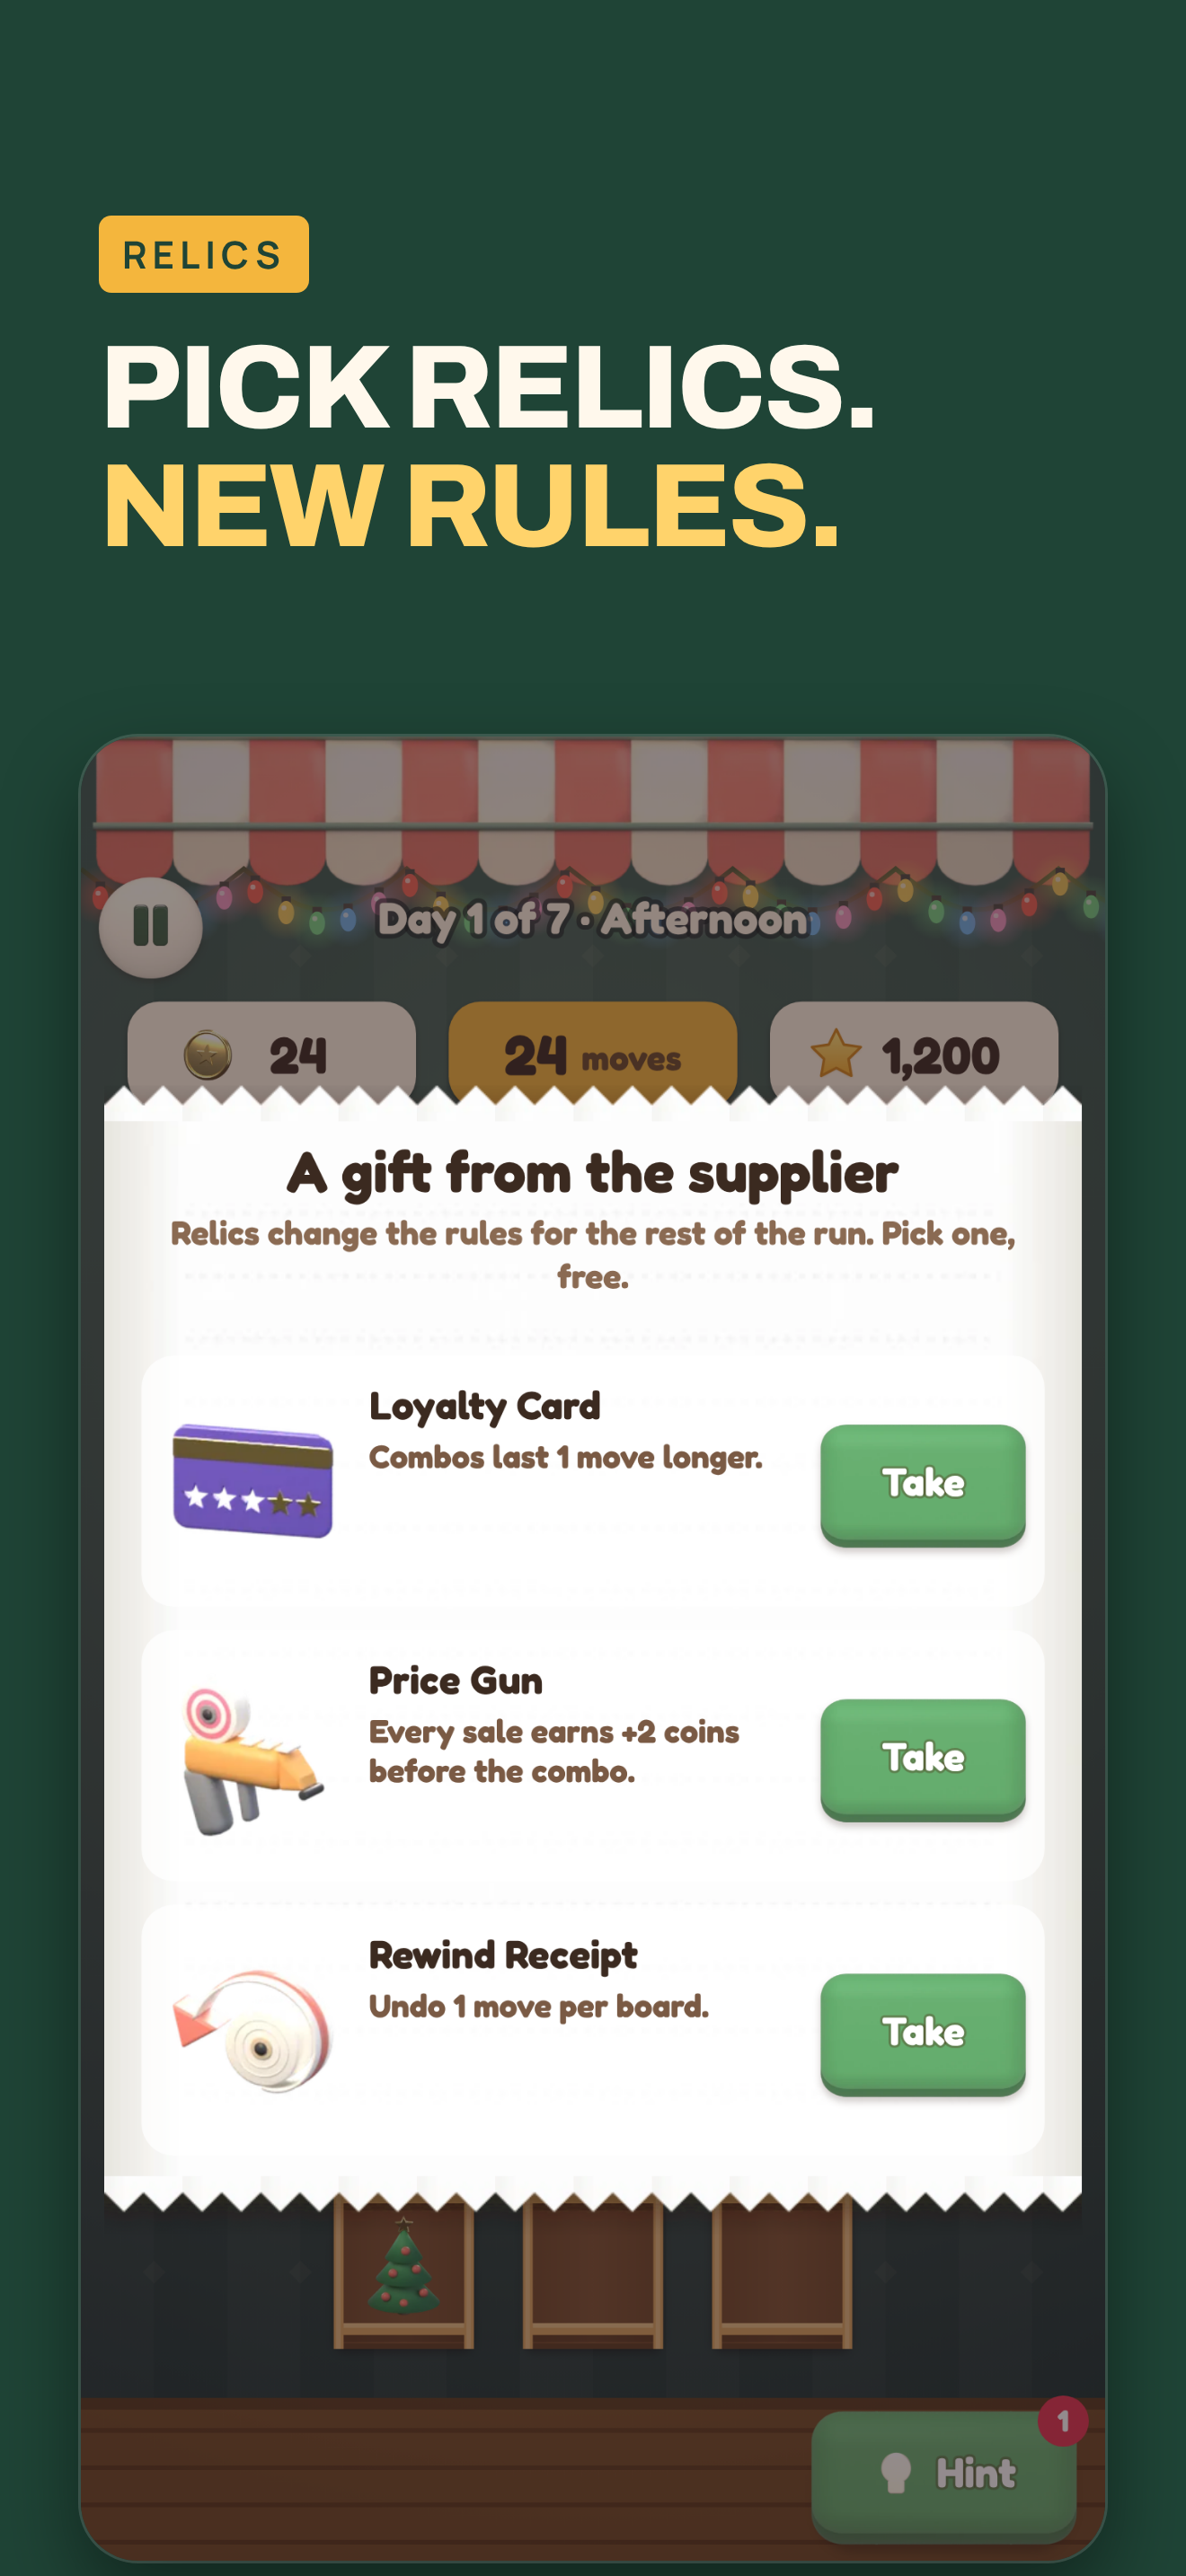 RELICS
PICK RELICS.
NEW RULES.
Day 1 of 7 · Afternoon
24
24 moves
1,200
A gift from the supplier
Relics change the rules for the rest of the run. Pick one,
free.
Loyalty Card
Combos last 1 move longer.
Take
Price Gun
Every sale earns +2 coins
before the combo.
Take
Rewind Receipt
Undo 1 move per board.
Take
1
Hint